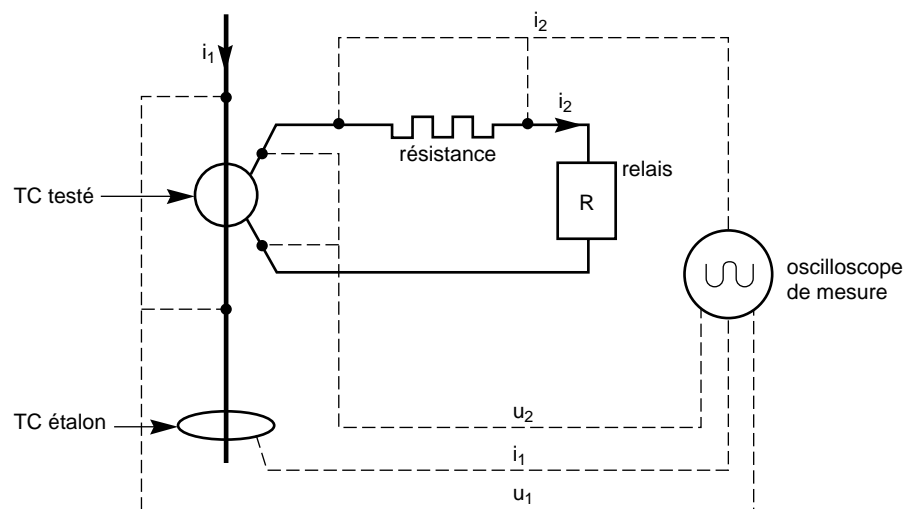 i2
i1
i2
résistance
relais
TC testé
R
oscilloscope
de mesure
TC étalon
u2
i1
u1